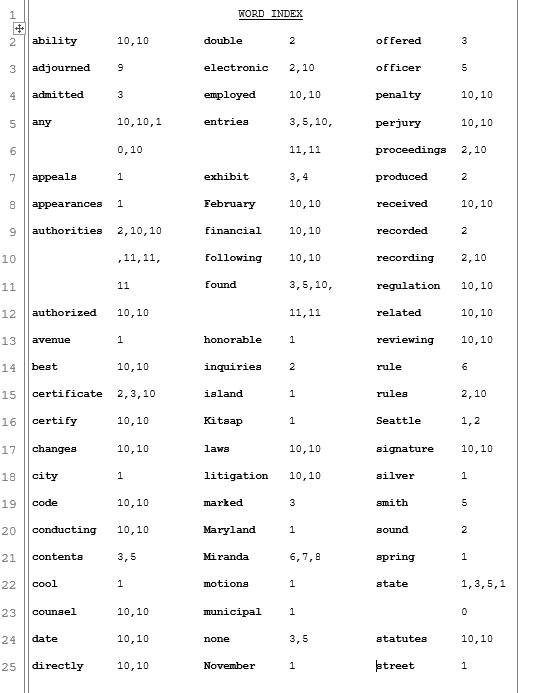 WORD INDEX
1
2 ability 10,10 double 2 offered 3
3 adjourned 9 electronic 2,10 officer 5
4 admitted 3 employed 10,10 penalty 10,10
5 any 10,10,1 entries 3,5,10, perjury 10,10
6 0,10 11,11 proceedings 2,10
7 appeals 1 exhibit 3,4 produced 2
8 appearances 1 February 10,10 received 10,10
9 authorities 2,10,10 financial 10,10 recorded 2
10 ,11,11, following 10,10 recording 2,10
11 11 found 3,5,10, regulation 10,10
12 authorized 10,10 11,11 related 10,10
13 avenue 1 honorable 1 reviewing 10,10
14 best 10,10 inquiries 2 rule 6
15 certificate 2,3,10 island 1 rules 2,10
16 certify 10,10 Kitsap 1 Seattle 1,2
17 changes 10,10 laws 10,10 signature 10,10
18 city 1 litigation 10,10 silver 1
19 code 10,10 marked 3 smith 5
20 conducting 10,10 Maryland 1 sound 2
21 contents 3,5 Miranda 6,7,8 spring 1
22 cool 1 motions 1 state 1,3,5,1
23 counsel 10,10 municipal 1 0
24 date 10,10 none 3,5 statutes 10,10
25 directly 10,10 November 1 street 1